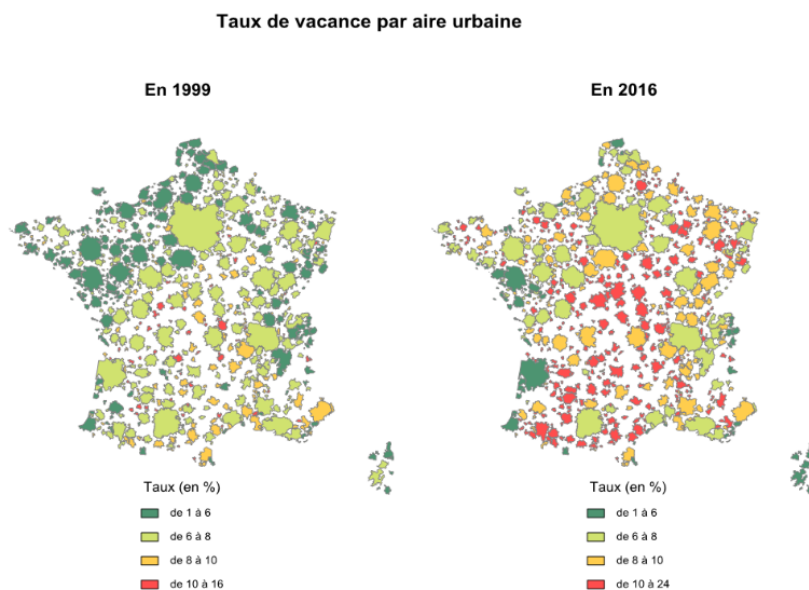 Taux de vacance par aire urbaine
En 1999
En 2016
Taux (en %)
de 1 à 6
de 6 à 8
de 8 à 10
de 10 à 16
Taux (en %)
de 1 à 6
de 6 à 8
de 8 à 10
de 10 à 24